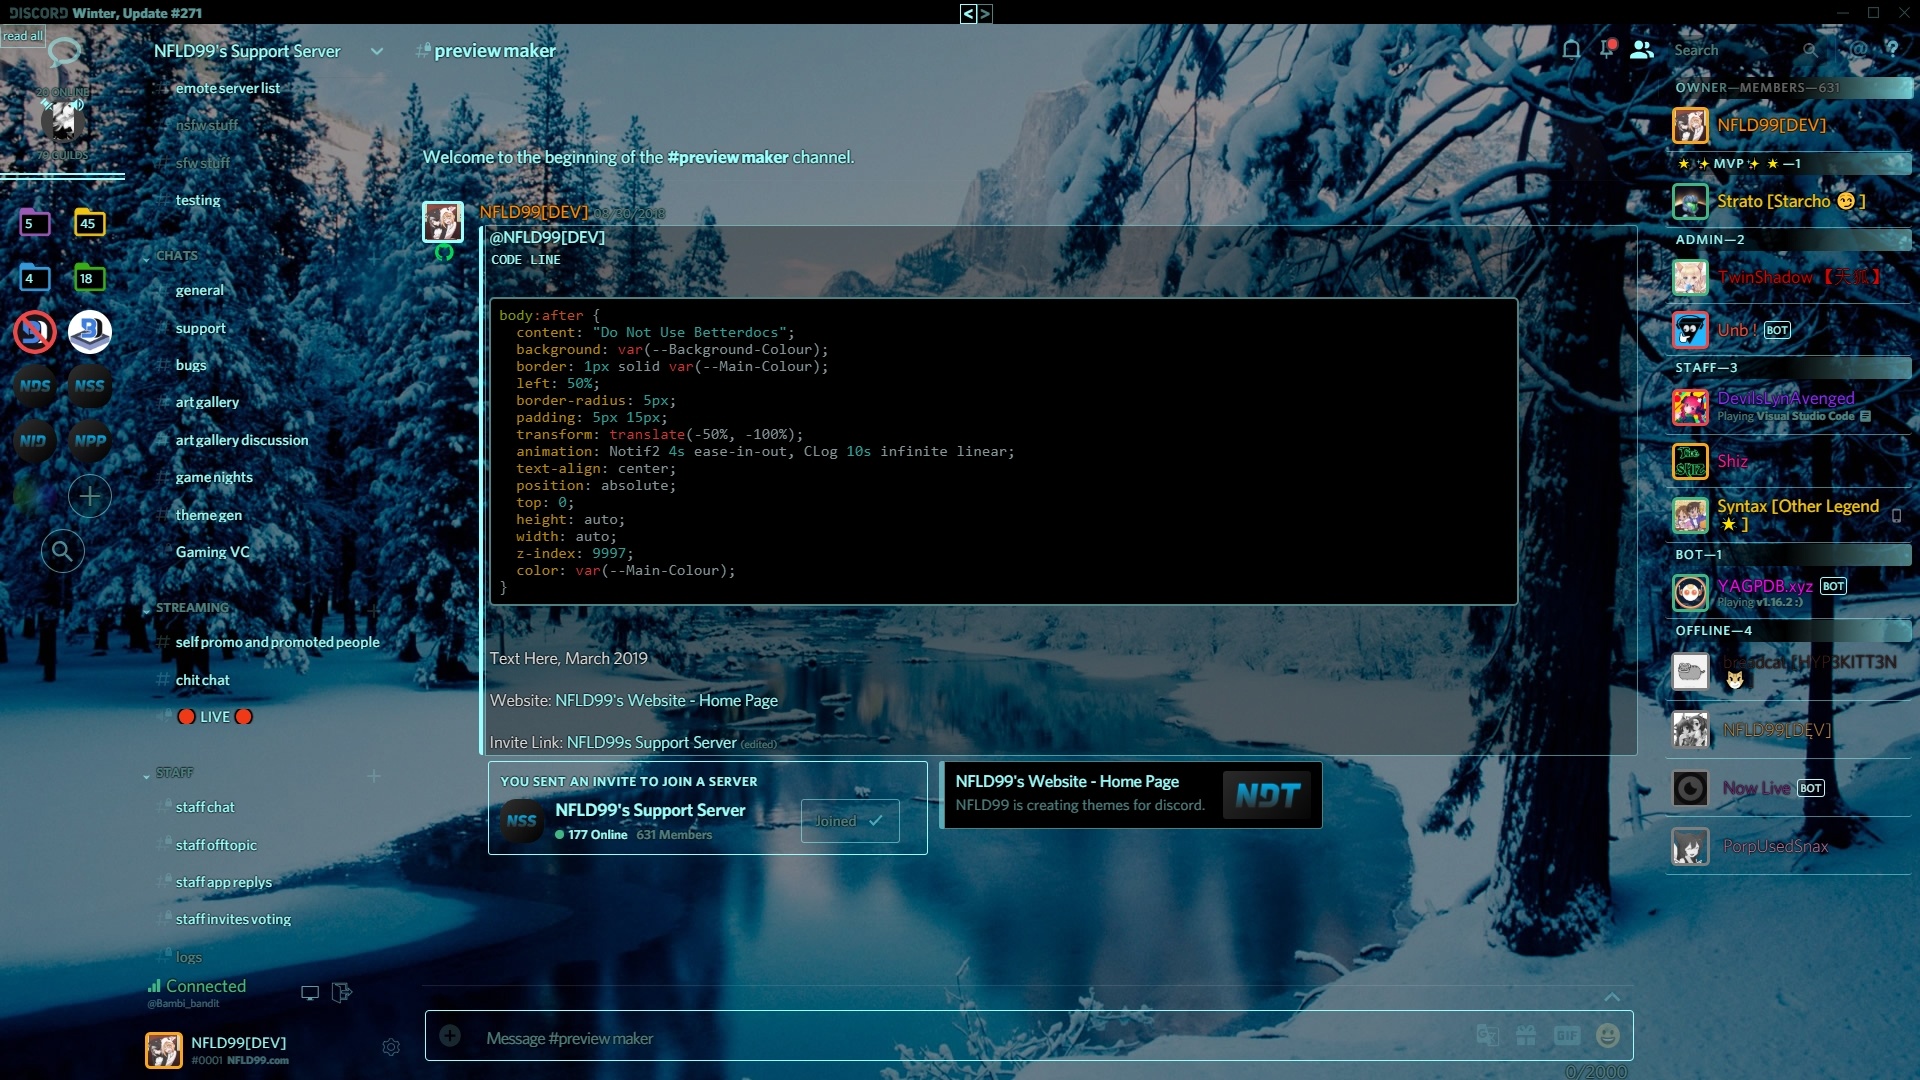 DISCORD Winter, Update #271
< >
read all
NFLD99's Support Server
#preview maker
Search
20 ONLINE
79 GUILDS
5
45
4
18
NDS
NSS
NID
NPP
emote server list
nsfw stuff
sfw stuff
testing
CHATS
general
support
bugs
art gallery
art gallery discussion
game nights
theme gen
Gaming VC
STREAMING
self promo and promoted people
chit chat
🔴 LIVE 🔴
STAFF
staff chat
staff offtopic
staff app replys
staff invites voting
logs
Connected
@Bambi_bandit
NFLD99[DEV]
#0001 NFLD99.com
Welcome to the beginning of the #preview maker channel.
NFLD99[DEV] 08/30/2018
@NFLD99[DEV]
CODE LINE
body:after {
content: "Do Not Use Betterdocs";
background: var(--Background-Colour);
border: 1px solid var(--Main-Colour);
left: 50%;
border-radius: 5px;
padding: 5px 15px;
transform: translate(-50%, -100%);
animation: Notif2 4s ease-in-out, CLog 10s infinite linear;
text-align: center;
position: absolute;
top: 0;
height: auto;
width: auto;
z-index: 9997;
color: var(--Main-Colour);
}
Text Here, March 2019
Website: NFLD99's Website - Home Page
Invite Link: NFLD99s Support Server (edited)
YOU SENT AN INVITE TO JOIN A SERVER
NSS
NFLD99's Support Server
177 Online 631 Members
Joined
NFLD99's Website - Home Page
NFLD99 is creating themes for discord.
NDT
Message #preview maker
GIF
0/2000
OWNER—MEMBERS—631
NFLD99[DEV]
⭐✨MVP✨⭐—1
Strato [Starcho 😏]
ADMIN—2
TwinShadow 【天狐】
Unb ! BOT
STAFF—3
DevilsLynAvenged
Playing Visual Studio Code
The SHIZ
Shiz
Syntax [Other Legend
⭐]
BOT—1
YAGPDB.xyz BOT
Playing v1.16.2 :)
OFFLINE—4
breadcat [HYP3KITT3N
NFLD99[DEV]
Now Live BOT
PorpUsedSnax